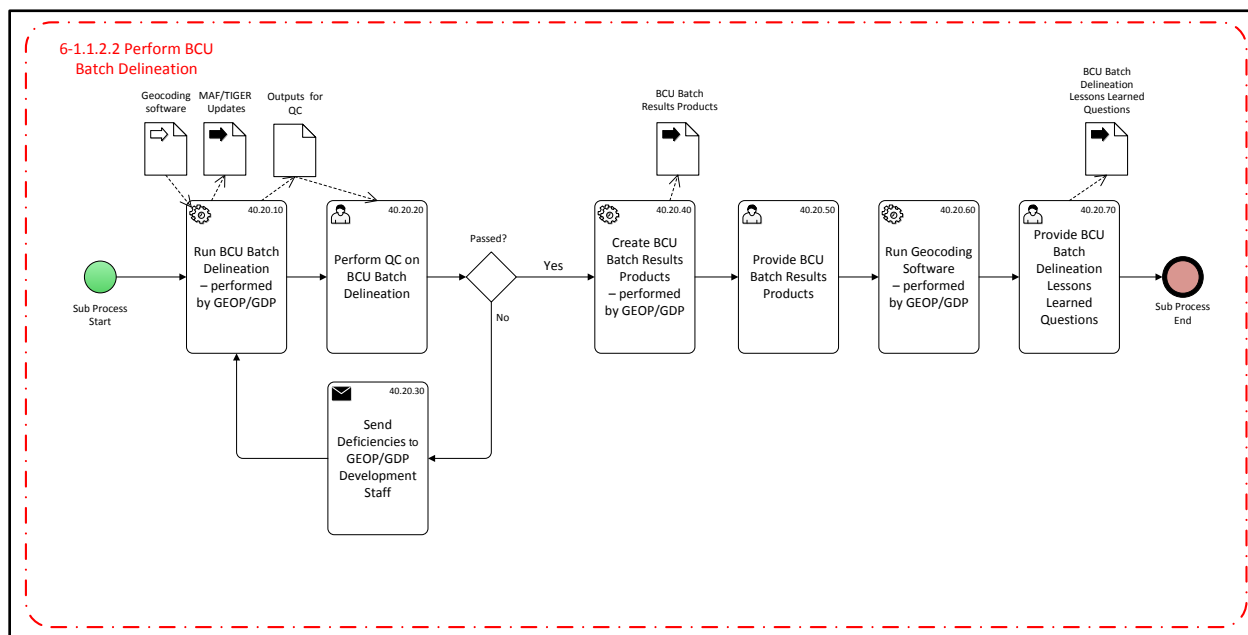 6-1.1.2.2 Perform BCU
Batch Delineation
Geocoding
software
MAF/TIGER
Updates
Outputs for
QC
BCU Batch
Results Products
BCU Batch
Delineation
Lessons Learned
Questions
Sub Process
Start
40.20.10
Run BCU Batch
Delineation
– performed
by GEOP/GDP
40.20.20
Perform QC on
BCU Batch
Delineation
Passed?
Yes
No
40.20.30
Send
Deficiencies to
GEOP/GDP
Development
Staff
40.20.40
Create BCU
Batch Results
Products
– performed
by GEOP/GDP
40.20.50
Provide BCU
Batch Results
Products
40.20.60
Run Geocoding
Software
– performed
by GEOP/GDP
40.20.70
Provide BCU
Batch
Delineation
Lessons
Learned
Questions
Sub Process
End